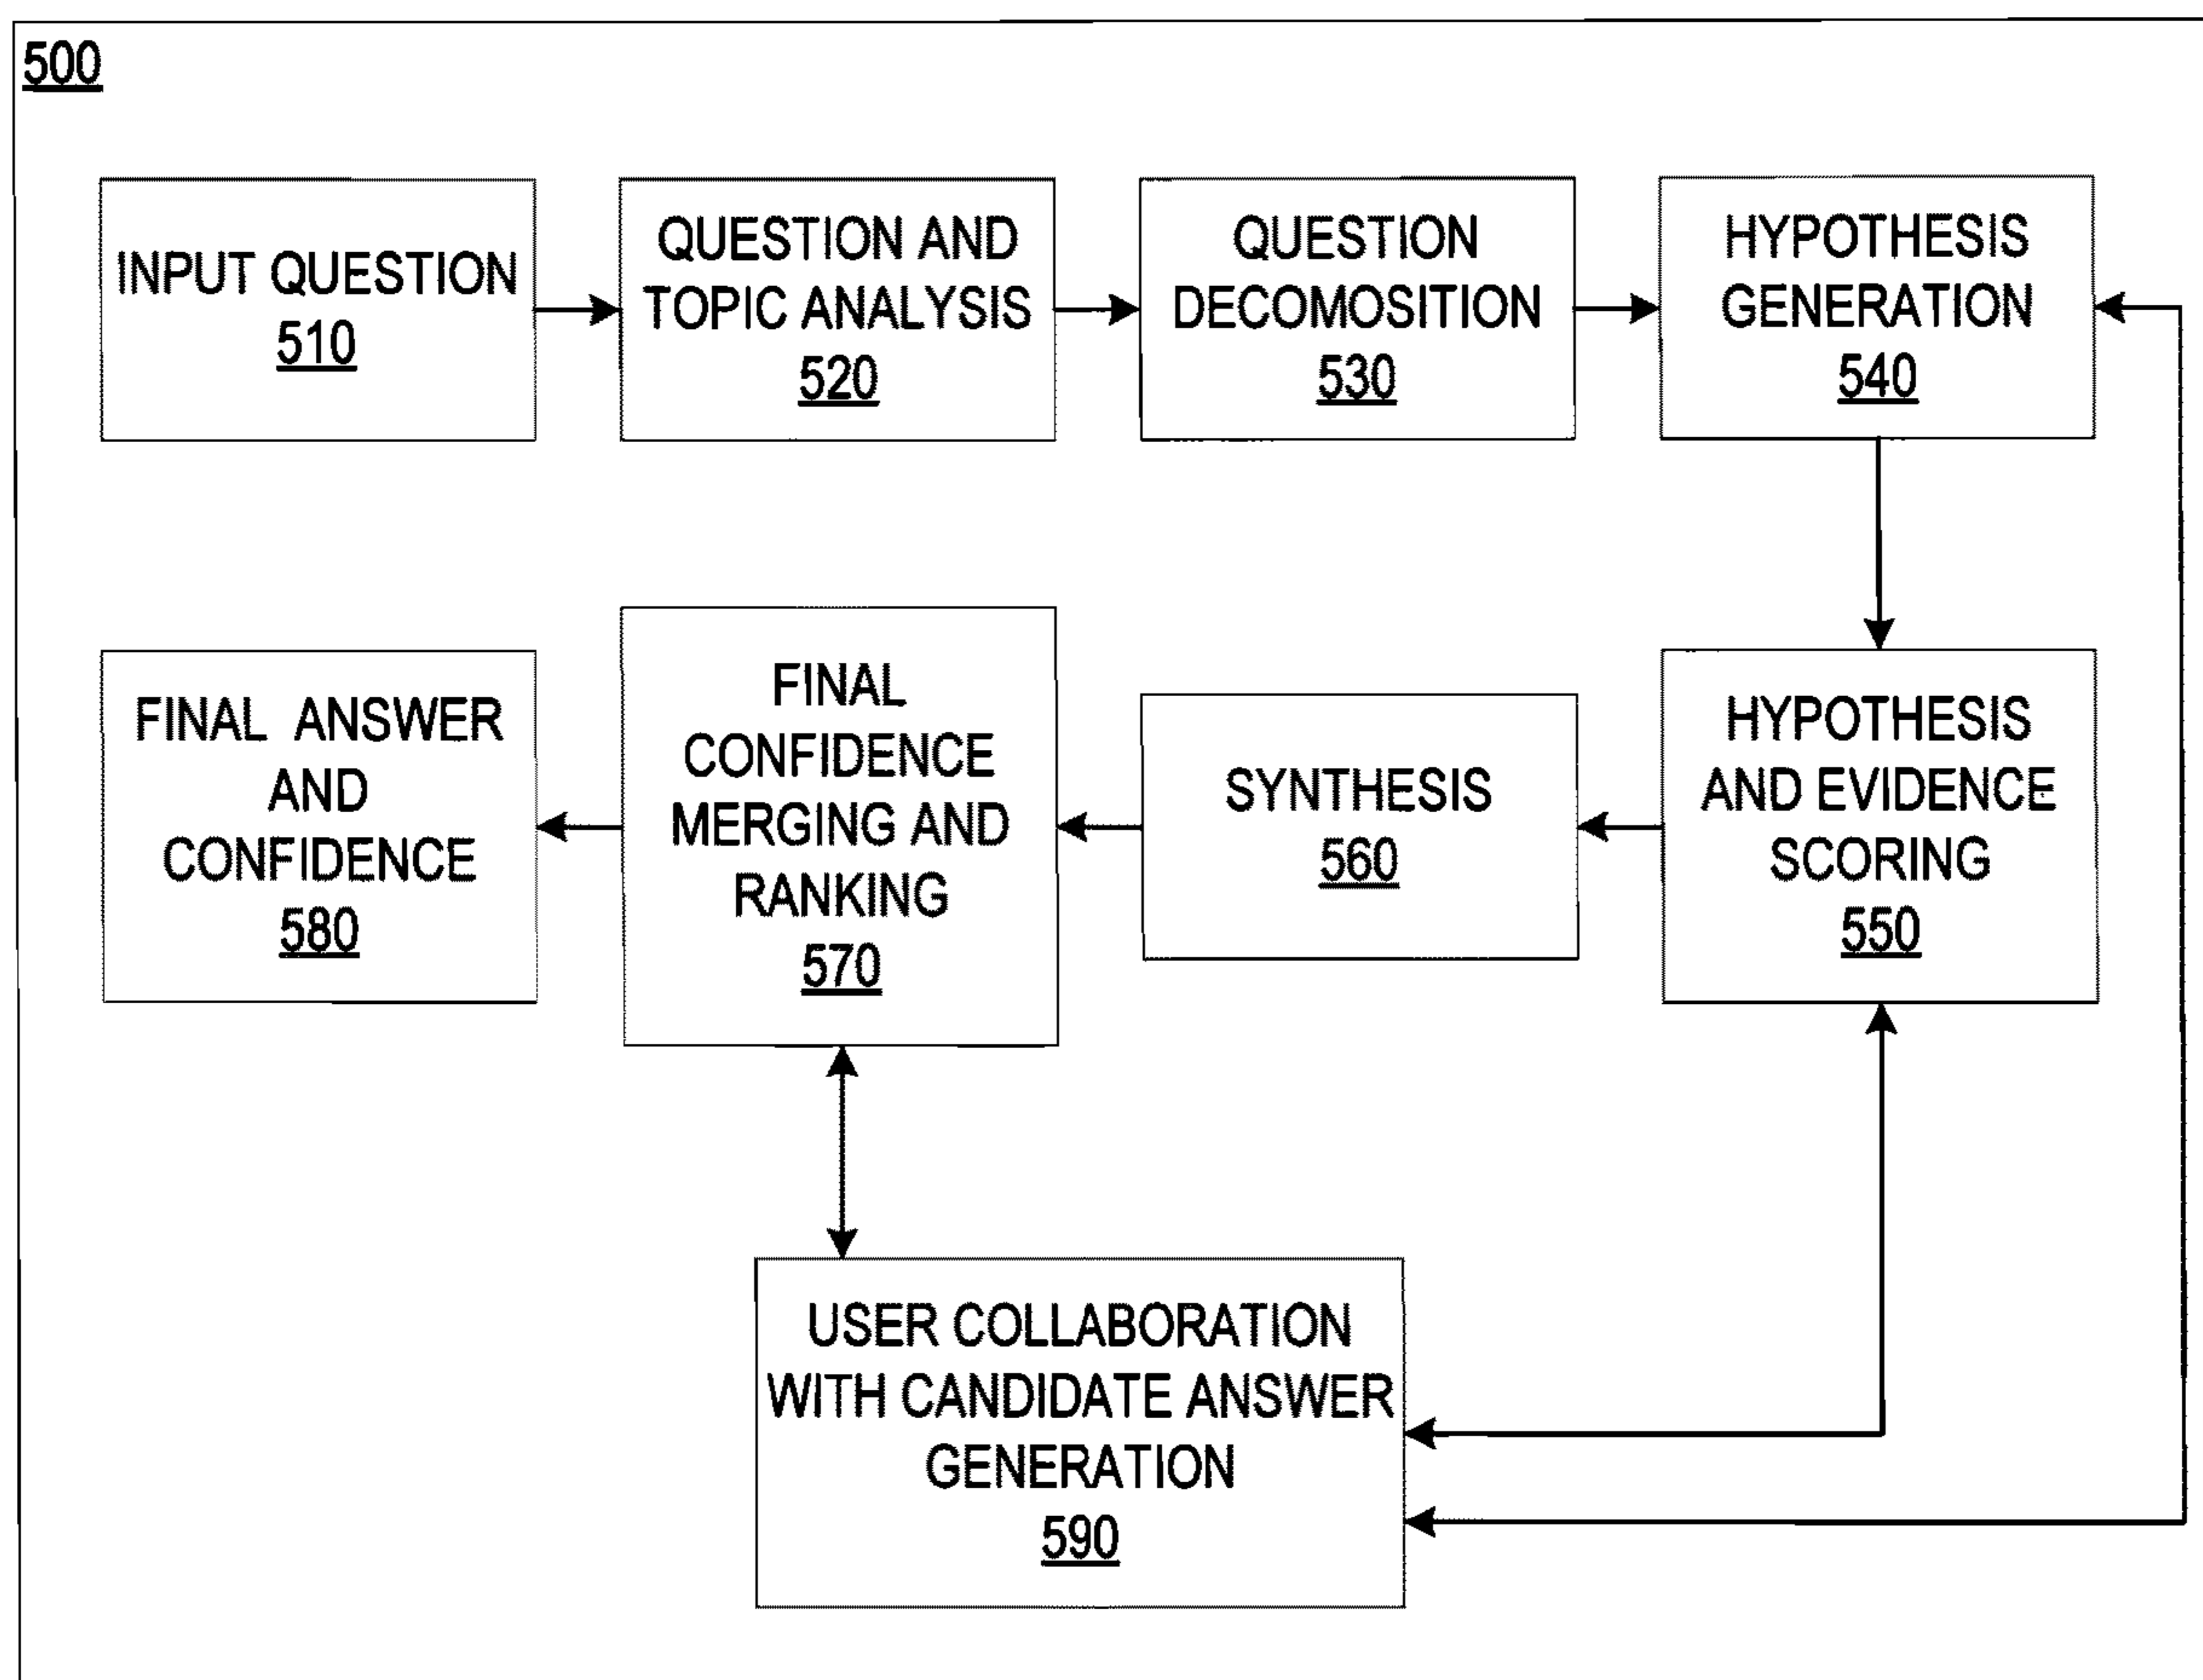 500
INPUT QUESTION
510
QUESTION AND
TOPIC ANALYSIS
520
QUESTION
DECOMOSITION
530
HYPOTHESIS
GENERATION
540
FINAL ANSWER
AND
CONFIDENCE
580
FINAL
CONFIDENCE
MERGING AND
RANKING
570
SYNTHESIS
560
HYPOTHESIS
AND EVIDENCE
SCORING
550
USER COLLABORATION
WITH CANDIDATE ANSWER
GENERATION
590